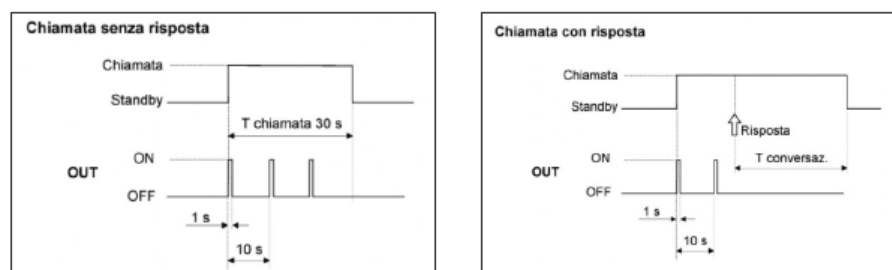 Chiamata senza risposta
Chiamata
Standby
T chiamata 30 s
ON
OUT
OFF
1 s
10 s
Chiamata con risposta
Chiamata
Standby
Risposta
T conversaz.
ON
OUT
OFF
1 s
10 s